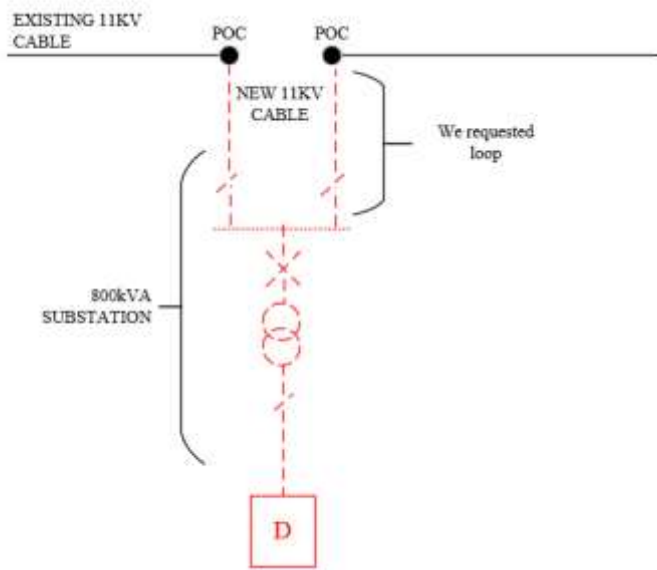 EXISTING 11KV
CABLE
POC
POC
NEW 11KV
CABLE
We requested
loop
800kVA
SUBSTATION
D